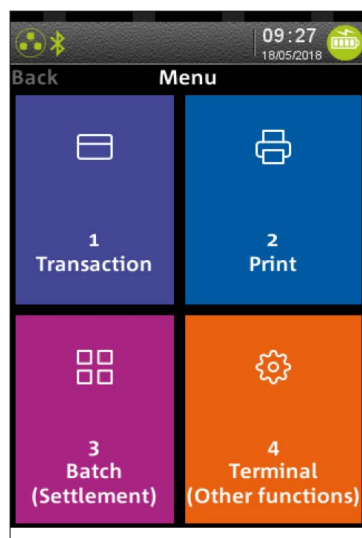 09:27
18/05/2018
Back Menu
1
Transaction
2
Print
3
Batch
(Settlement)
4
Terminal
(Other functions)